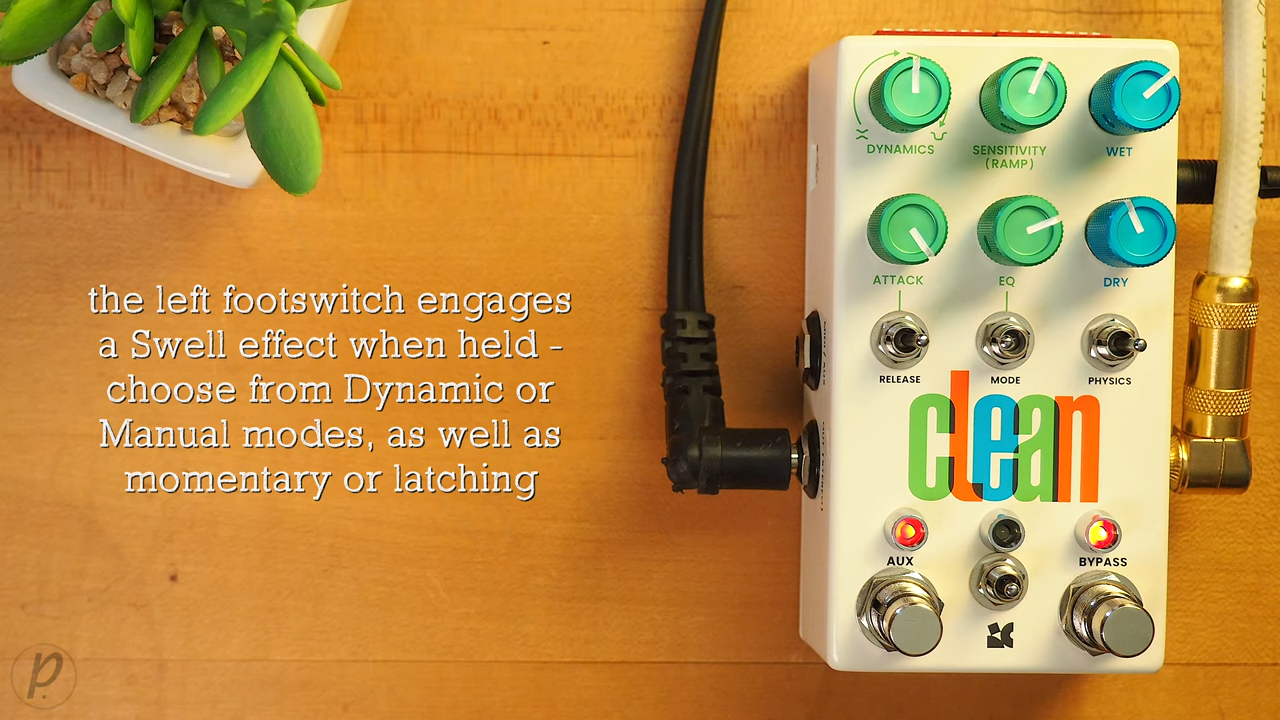 the left footswitch engages
a Swell effect when held -
choose from Dynamic or
Manual modes, as well as
momentary or latching
DYNAMICS
SENSITIVITY
(RAMP)
WET
ATTACK
EQ
DRY
RELEASE
MODE
PHYSICS
clean
AUX
BYPASS
p.